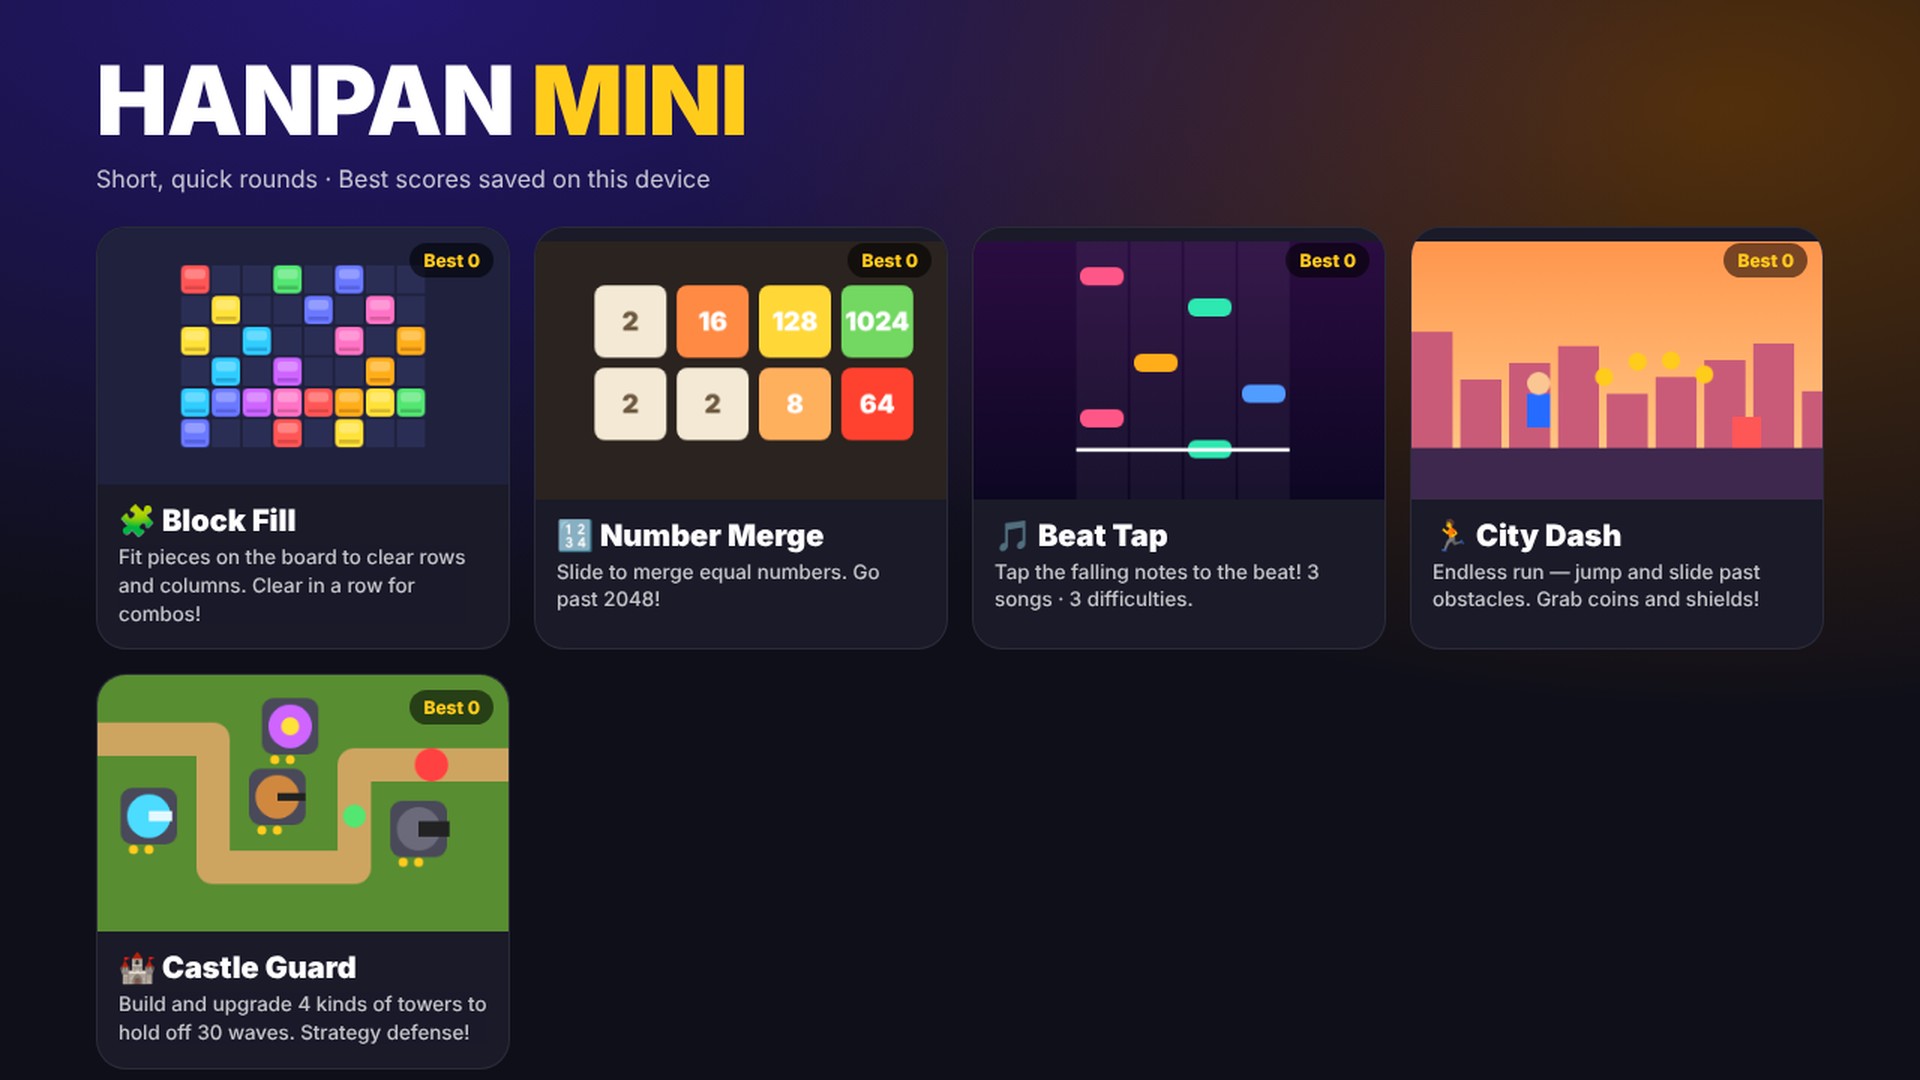 HANPAN MINI
Short, quick rounds · Best scores saved on this device
Best 0
🧩 Block Fill
Fit pieces on the board to clear rows
and columns. Clear in a row for
combos!
Best 0
2 16 128 1024
2 2 8 64
🔢 Number Merge
Slide to merge equal numbers. Go
past 2048!
Best 0
🎵 Beat Tap
Tap the falling notes to the beat! 3
songs · 3 difficulties.
Best 0
🏃 City Dash
Endless run — jump and slide past
obstacles. Grab coins and shields!
Best 0
🏰 Castle Guard
Build and upgrade 4 kinds of towers to
hold off 30 waves. Strategy defense!